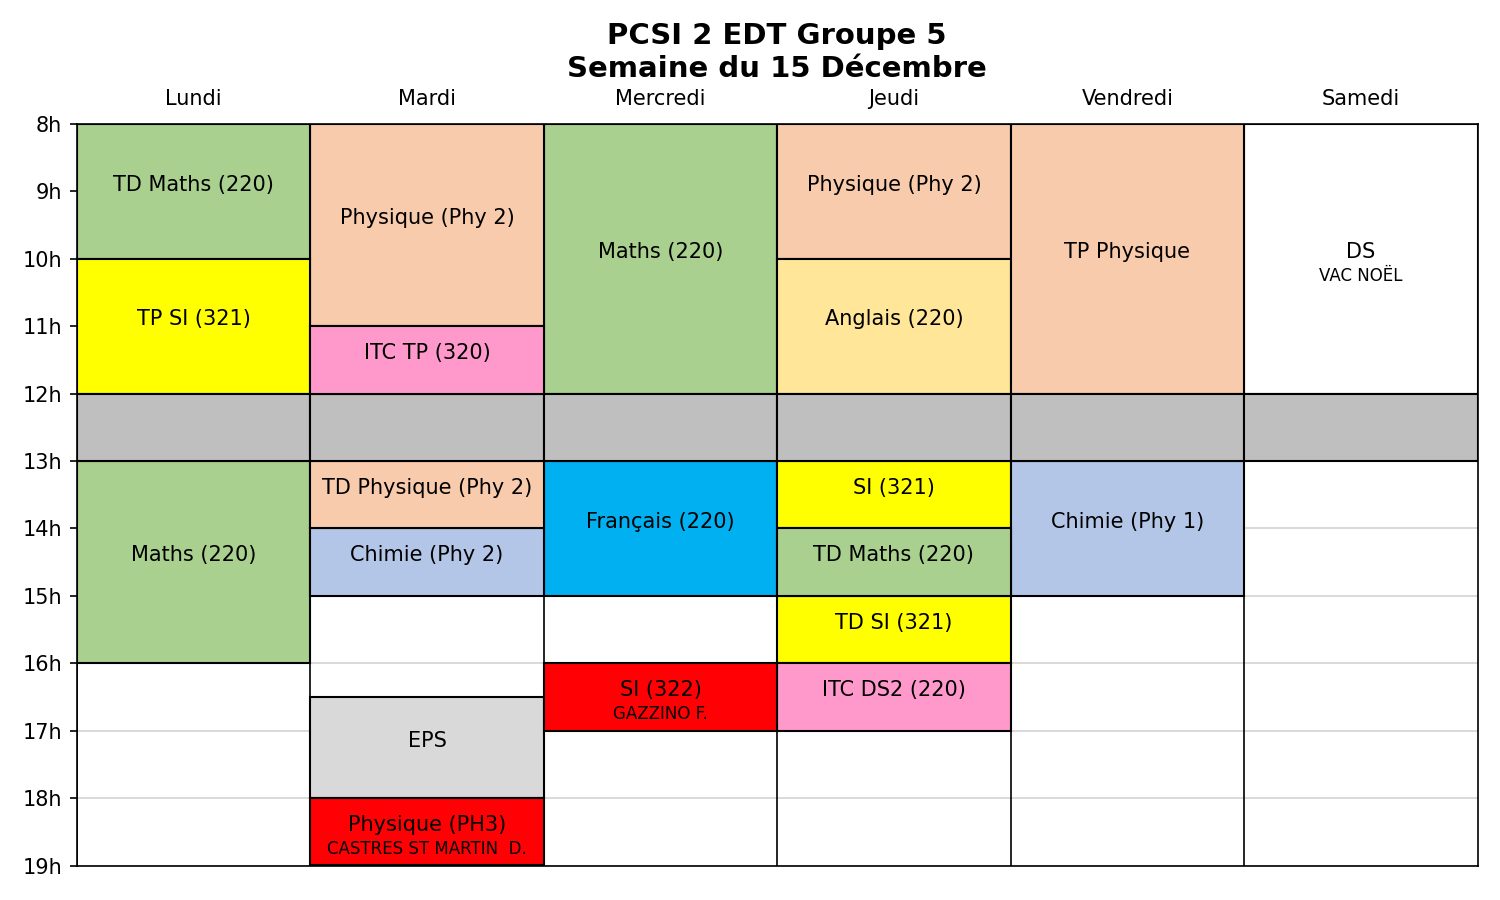 PCSI 2 EDT Groupe 5
Semaine du 15 Décembre
Lundi
Mardi
Mercredi
Jeudi
Vendredi
Samedi
8h
9h
10h
11h
12h
13h
14h
15h
16h
17h
18h
19h
TD Maths (220)
TP SI (321)
Maths (220)
Physique (Phy 2)
ITC TP (320)
TD Physique (Phy 2)
Chimie (Phy 2)
EPS
Physique (PH3)
CASTRES ST MARTIN  D.
Maths (220)
Français (220)
SI (322)
GAZZINO F.
Physique (Phy 2)
Anglais (220)
SI (321)
TD Maths (220)
TD SI (321)
ITC DS2 (220)
TP Physique
Chimie (Phy 1)
DS
VAC NOËL